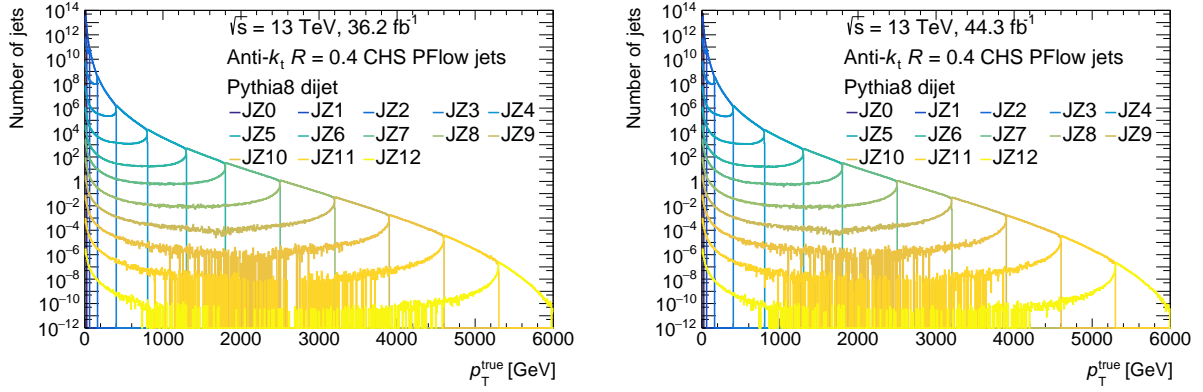 Number of jets
10^14
10^12
10^10
10^8
10^6
10^4
10^2
1
10^−2
10^−4
10^−6
10^−8
10^−10
10^−12
√s = 13 TeV, 36.2 fb^-1
Anti-k_t R = 0.4 CHS PFlow jets
Pythia8 dijet
JZ0 JZ1 JZ2 JZ3 JZ4
JZ5 JZ6 JZ7 JZ8 JZ9
JZ10 JZ11 JZ12
0 1000 2000 3000 4000 5000 6000
p_T^true [GeV]
Number of jets
10^14
10^12
10^10
10^8
10^6
10^4
10^2
1
10^−2
10^−4
10^−6
10^−8
10^−10
10^−12
√s = 13 TeV, 44.3 fb^-1
Anti-k_t R = 0.4 CHS PFlow jets
Pythia8 dijet
JZ0 JZ1 JZ2 JZ3 JZ4
JZ5 JZ6 JZ7 JZ8 JZ9
JZ10 JZ11 JZ12
0 1000 2000 3000 4000 5000 6000
p_T^true [GeV]